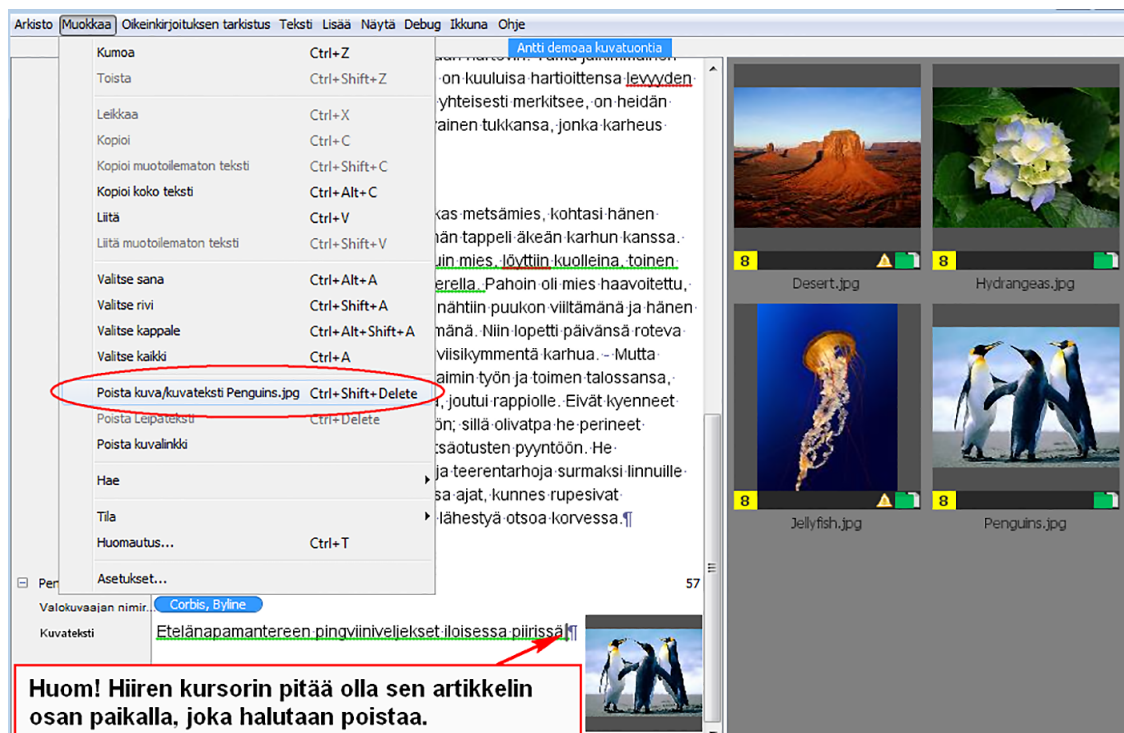 Arkisto Muokkaa Oikeinkirjoituksen tarkistus Teksti Lisää Näytä Debug Ikkuna Ohje
Antti demoaa kuvatuontia
Kumoa Ctrl+Z
Toista Ctrl+Shift+Z
Leikkaa Ctrl+X
Kopioi Ctrl+C
Kopioi muotoilematon teksti Ctrl+Shift+C
Kopioi koko teksti Ctrl+Alt+C
Liitä Ctrl+V
Liitä muotoilematon teksti Ctrl+Shift+V
Valitse sana Ctrl+Alt+A
Valitse rivi Ctrl+Shift+A
Valitse kappale Ctrl+Alt+Shift+A
Valitse kaikki Ctrl+A
Poista kuva/kuvateksti Penguins.jpg Ctrl+Shift+Delete
Poista Leipäteksti Ctrl+Delete
Poista kuvalinkki
Hae
Tila
Huomautus... Ctrl+T
Asetukset...
on kuuluisa hartioittensa levyyden
yhteisesti merkitsee, on heidän
vainen tukkansa, jonka karheus
kas metsämies, kohtasi hänen
än tappeli äkeän karhun kanssa.
uin mies, löyttiin kuolleina, toinen
erella. Pahoin oli mies haavoitettu,
nähtiin puukon viiltämänä ja hänen
mänä. Niin lopetti päivänsä roteva
viisikymmentä karhua. - Mutta
aimin työn ja toimen talossansa,
, joutui rappiolle. Eivät kyenneet
ön; sillä olivatpa he perineet
tsäotusten pyyntöön. He
ja teerentarhoja surmaksi linnuille
sa ajat, kunnes rupesivat
lähestyä otsoa korvessa.¶
Pen
57
Valokuvaajan nimir... Corbis, Byline
Kuvateksti Etelänapamantereen pingviiniveljekset iloisessa piirissä¶
Huom! Hiiren kursorin pitää olla sen artikkelin
osan paikalla, joka halutaan poistaa.
8 8
Desert.jpg Hydrangeas.jpg
8 8
Jellyfish.jpg Penguins.jpg